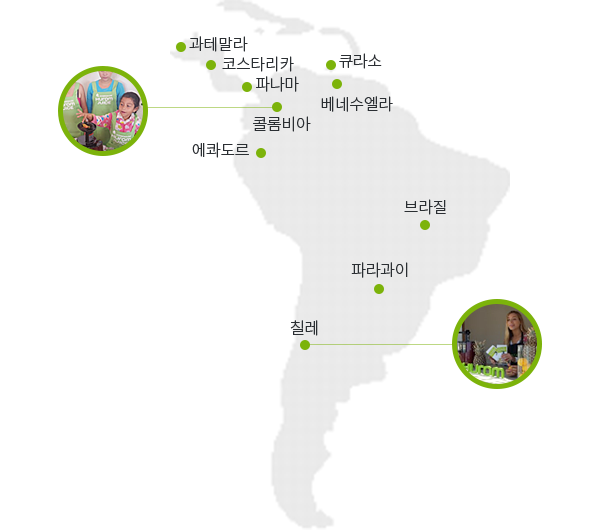 과테말라
코스타리카
큐라소
파나마
베네수엘라
콜롬비아
에콰도르
브라질
파라과이
칠레